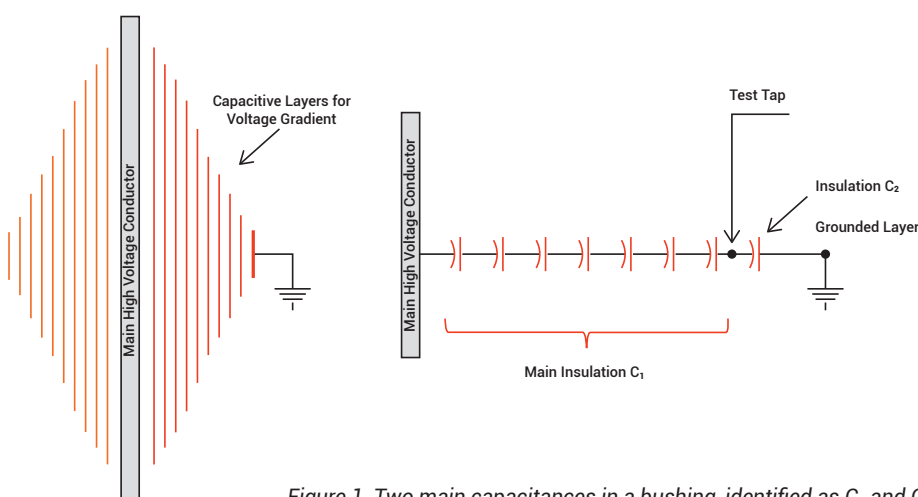 Main High Voltage Conductor
Capacitive Layers for
Voltage Gradient
Main High Voltage Conductor
Test Tap
Insulation C₂
Grounded Layer
Main Insulation C₁
Figure 1. Two main capacitances in a bushing, identified as C₁ and